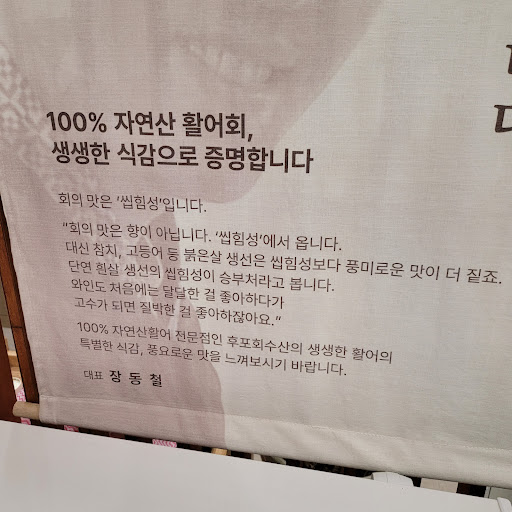 100% 자연산 활어회,
생생한 식감으로 증명합니다
회의 맛은 '씹힘성'입니다.
"회의 맛은 향이 아닙니다. '씹힘성'에서 옵니다.
대신 참치, 고등어 등 붉은살 생선은 씹힘성보다 풍미로운 맛이 더 짙죠.
단연 흰살 생선의 씹힘성이 승부처라고 봅니다.
와인도 처음에는 달달한 걸 좋아하다가
고수가 되면 질박한 걸 좋아하잖아요."
100% 자연산활어 전문점인 후포회수산의 생생한 활어의
특별한 식감, 풍요로운 맛을 느껴보시기 바랍니다.
대표 장 동 철